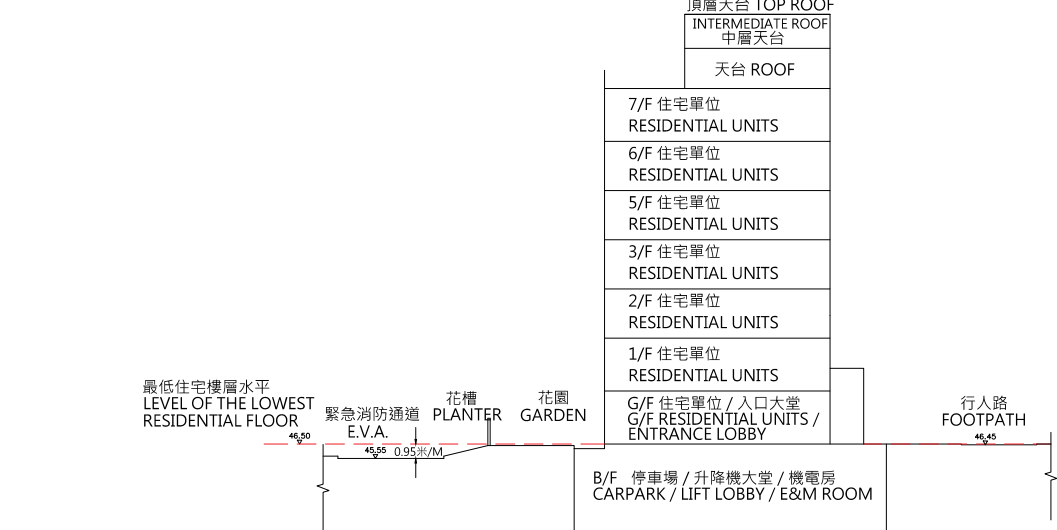 頂層天台 TOP ROOF
INTERMEDIATE ROOF
中層天台
天台 ROOF
7/F 住宅單位
RESIDENTIAL UNITS
6/F 住宅單位
RESIDENTIAL UNITS
5/F 住宅單位
RESIDENTIAL UNITS
3/F 住宅單位
RESIDENTIAL UNITS
2/F 住宅單位
RESIDENTIAL UNITS
1/F 住宅單位
RESIDENTIAL UNITS
G/F 住宅單位 / 入口大堂
G/F RESIDENTIAL UNITS /
ENTRANCE LOBBY
最低住宅樓層水平
LEVEL OF THE LOWEST
RESIDENTIAL FLOOR
46.50
緊急消防通道
E.V.A.
45.55
0.95米/M
花槽
PLANTER
花園
GARDEN
行人路
FOOTPATH
46.45
B/F 停車場 / 升降機大堂 / 機電房
CARPARK / LIFT LOBBY / E&M ROOM